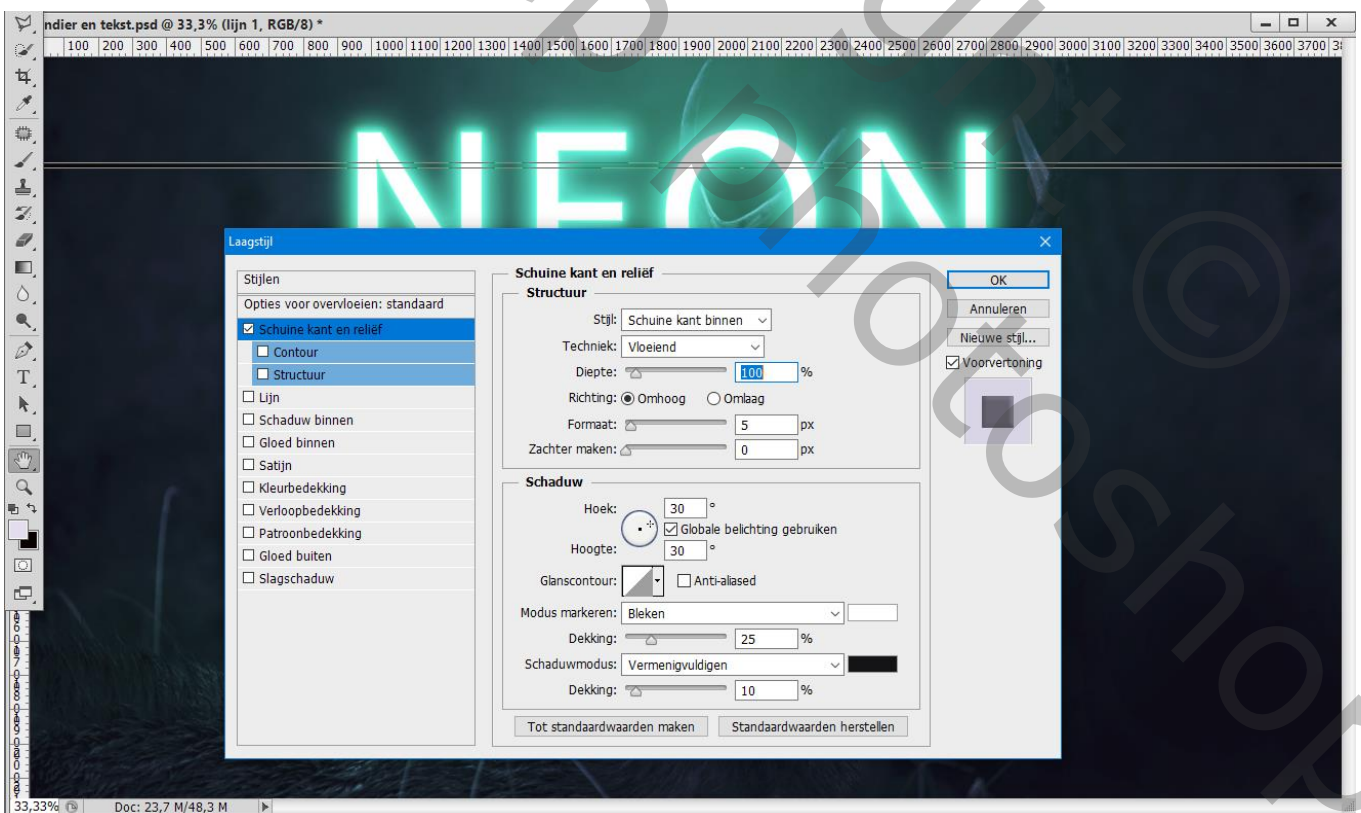 ndier en tekst.psd @ 33,3% (lijn 1, RGB/8) *
100 200 300 400 500 600 700 800 900 1000 1100 1200 1300 1400 1500 1600 1700 1800 1900 2000 2100 2200 2300 2400 2500 2600 2700 2800 2900 3000 3100 3200 3300 3400 3500 3600 3700
NEON
Laagstijl
Stijlen
Opties voor overvloeien: standaard
Schuine kant en reliëf
Contour
Structuur
Lijn
Schaduw binnen
Gloed binnen
Satijn
Kleurbedekking
Verloopbedekking
Patroonbedekking
Gloed buiten
Slagschaduw
Schuine kant en reliëf
Structuur
Stijl: Schuine kant binnen
Techniek: Vloeiend
Diepte: 100 %
Richting: Omhoog Omlaag
Formaat: 5 px
Zachter maken: 0 px
Schaduw
Hoek: 30 °
Globale belichting gebruiken
Hoogte: 30 °
Glanscontour: Anti-aliased
Modus markeren: Bleken
Dekking: 25 %
Schaduwmodus: Vermenigvuldigen
Dekking: 10 %
Tot standaardwaarden maken Standaardwaarden herstellen
OK
Annuleren
Nieuwe stijl...
Voorvertoning
33,33% Doc: 23,7 M/48,3 M
©
photoshop